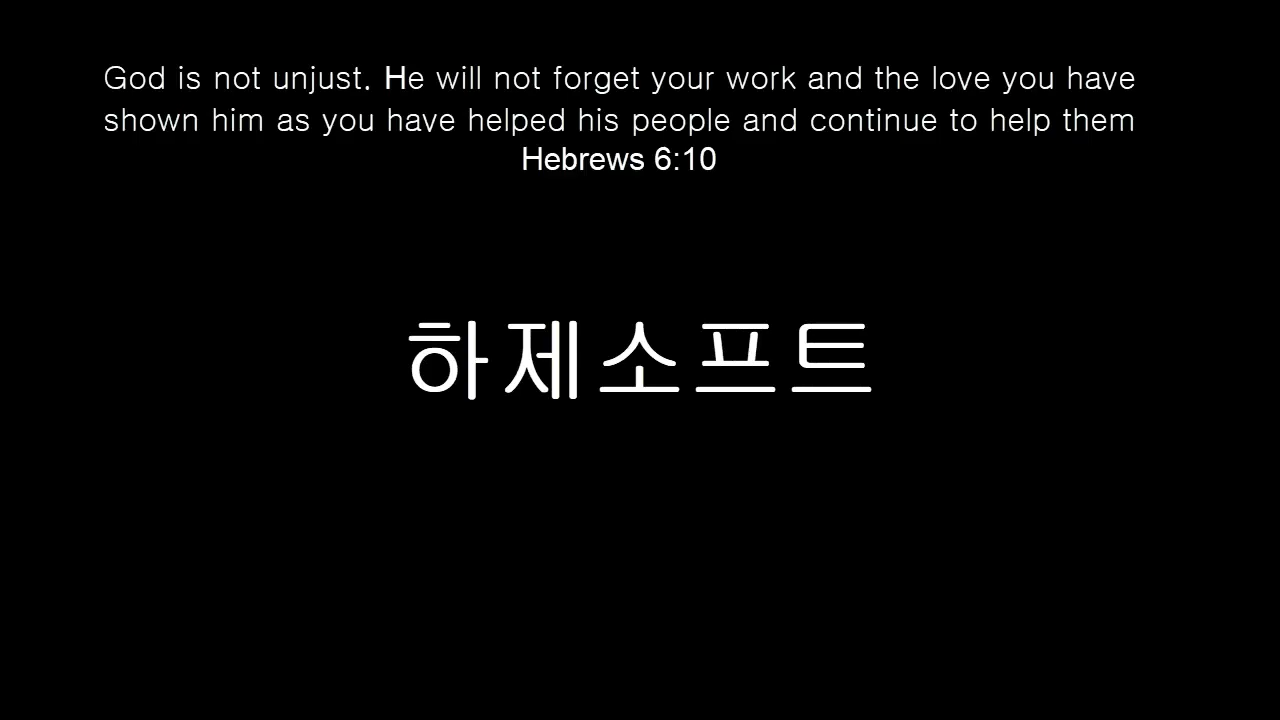 God is not unjust. He will not forget your work and the love you have
shown him as you have helped his people and continue to help them
Hebrews 6:10
하제소프트